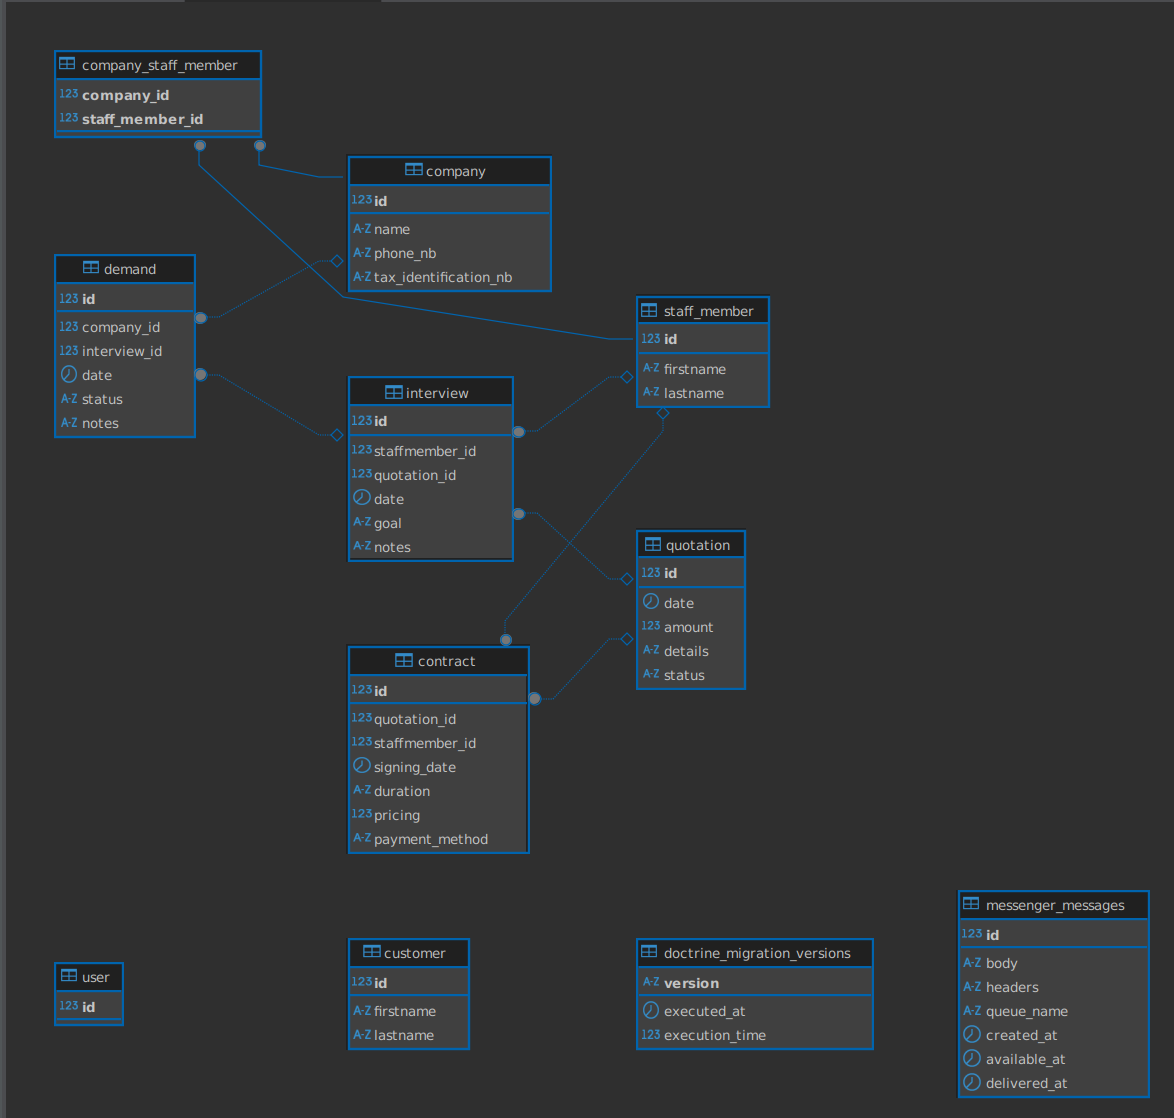 company_staff_member
123 company_id
123 staff_member_id
company
123 id
A-Z name
A-Z phone_nb
A-Z tax_identification_nb
demand
123 id
123 company_id
123 interview_id
date
A-Z status
A-Z notes
staff_member
123 id
A-Z firstname
A-Z lastname
interview
123 id
123 staffmember_id
123 quotation_id
date
A-Z goal
A-Z notes
quotation
123 id
date
123 amount
A-Z details
A-Z status
contract
123 id
123 quotation_id
123 staffmember_id
signing_date
A-Z duration
123 pricing
A-Z payment_method
user
123 id
customer
123 id
A-Z firstname
A-Z lastname
doctrine_migration_versions
A-Z version
executed_at
123 execution_time
messenger_messages
123 id
A-Z body
A-Z headers
A-Z queue_name
created_at
available_at
delivered_at